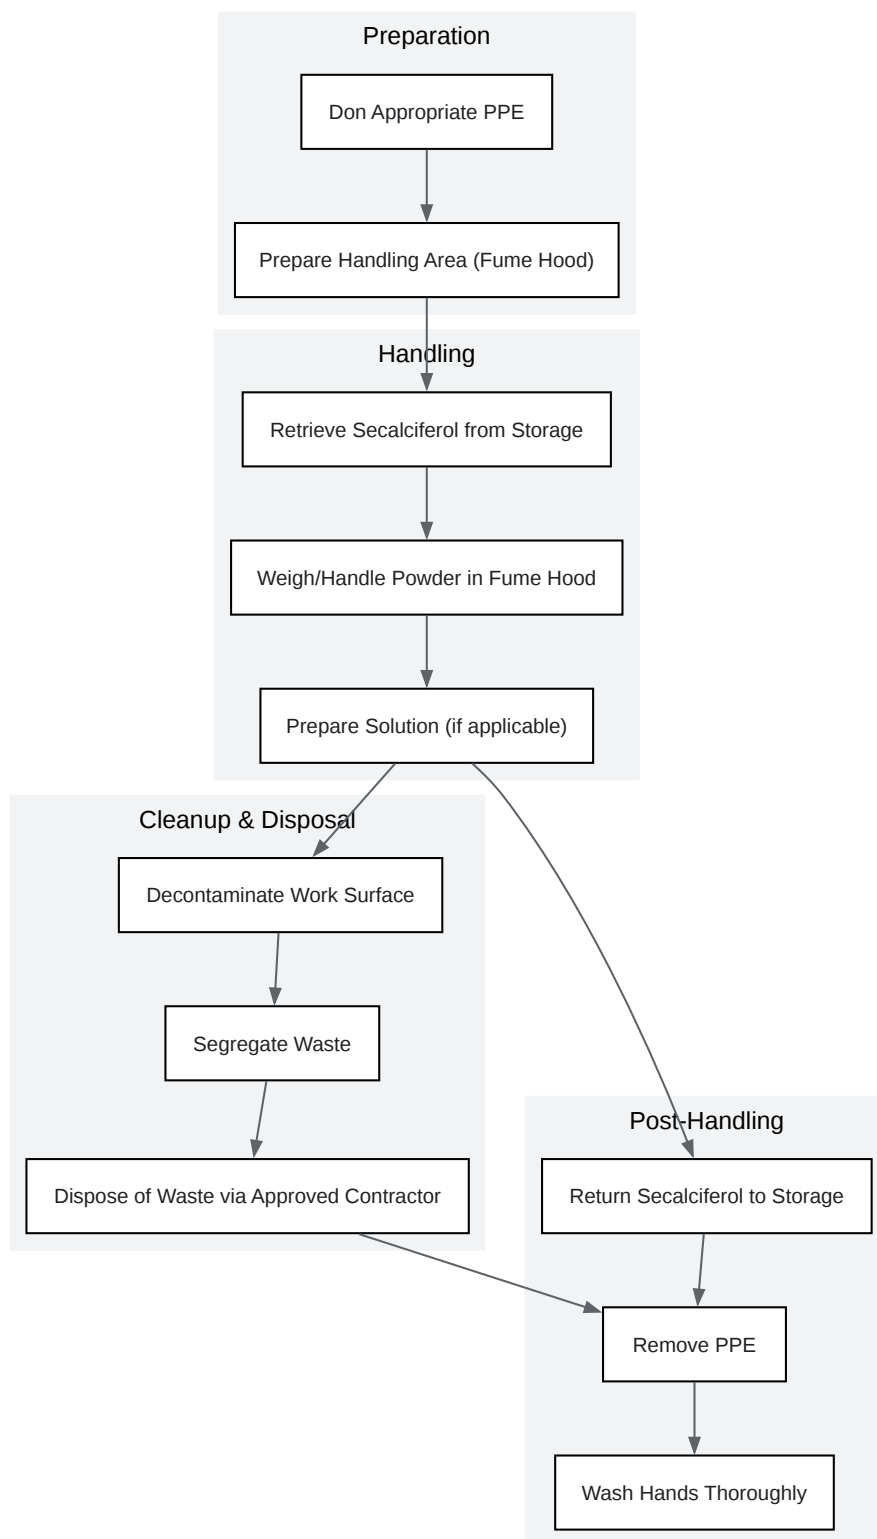 Preparation
Don Appropriate PPE
Prepare Handling Area (Fume Hood)
Handling
Retrieve Secalciferol from Storage
Weigh/Handle Powder in Fume Hood
Prepare Solution (if applicable)
Cleanup & Disposal
Decontaminate Work Surface
Segregate Waste
Dispose of Waste via Approved Contractor
Post-Handling
Return Secalciferol to Storage
Remove PPE
Wash Hands Thoroughly